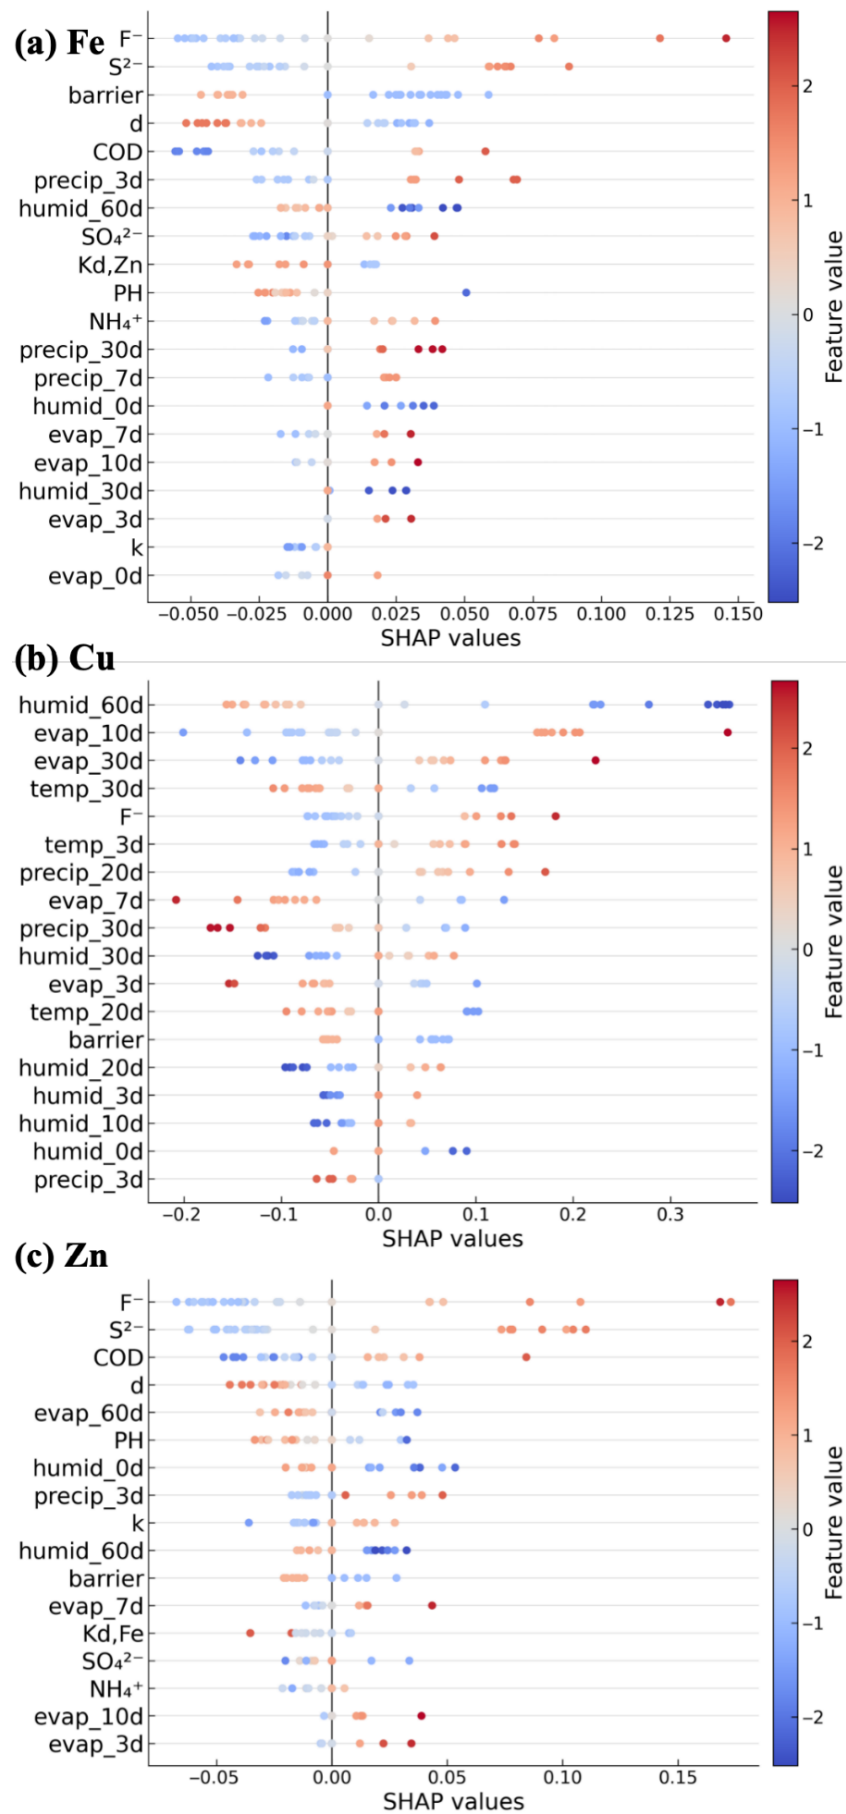 (a) Fe
F⁻
S²⁻
barrier
d
COD
precip_3d
humid_60d
SO₄²⁻
Kd,Zn
PH
NH₄⁺
precip_30d
precip_7d
humid_0d
evap_7d
evap_10d
humid_30d
evap_3d
k
evap_0d
−0.050 −0.025 0.000 0.025 0.050 0.075 0.100 0.125 0.150
SHAP values
2
1
0
−1
−2
Feature value
(b) Cu
humid_60d
evap_10d
evap_30d
temp_30d
F⁻
temp_3d
precip_20d
evap_7d
precip_30d
humid_30d
evap_3d
temp_20d
barrier
humid_20d
humid_3d
humid_10d
humid_0d
precip_3d
−0.2 −0.1 0.0 0.1 0.2 0.3
SHAP values
2
1
0
−1
−2
Feature value
(c) Zn
F⁻
S²⁻
COD
d
evap_60d
PH
humid_0d
precip_3d
k
humid_60d
barrier
evap_7d
Kd,Fe
SO₄²⁻
NH₄⁺
evap_10d
evap_3d
−0.05 0.00 0.05 0.10 0.15
SHAP values
2
1
0
−1
−2
Feature value